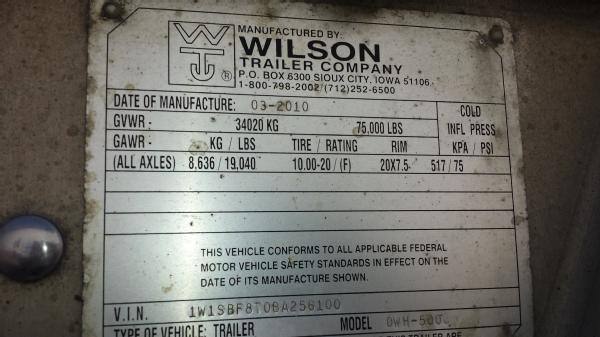 MANUFACTURED BY:
WILSON
TRAILER COMPANY
P.O. BOX 6300 SIOUX CITY, IOWA 51106
1-800-798-2002/(712)252-6500
®
DATE OF MANUFACTURE: 03-2010 COLD
GVWR - 34020 KG 75,000 LBS INFL PRESS
GAWR - KG / LBS TIRE / RATING RIM KPA / PSI
(ALL AXLES) 8,636 / 19,040 10.00-20 / (F) 20X7.5 517 / 75
THIS VEHICLE CONFORMS TO ALL APPLICABLE FEDERAL
MOTOR VEHICLE SAFETY STANDARDS IN EFFECT ON THE
DATE OF ITS MANUFACTURE SHOWN.
V.I.N. 1W1SBF8T0BA256100
TYPE OF VEHICLE: TRAILER MODEL